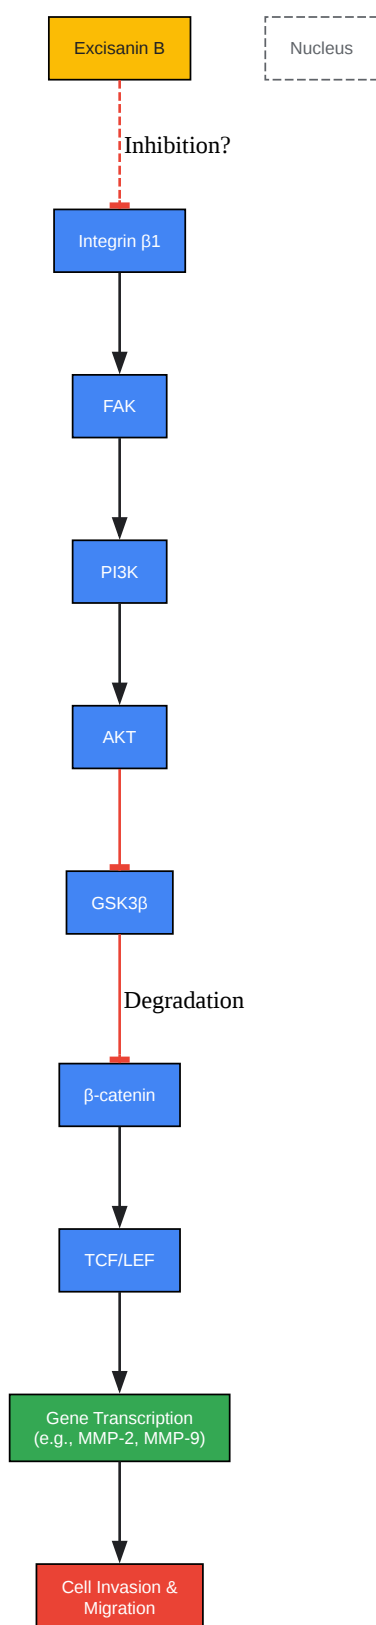 Excisanin B
Nucleus
Inhibition?
Integrin β1
FAK
PI3K
AKT
GSK3β
Degradation
β-catenin
TCF/LEF
Gene Transcription
(e.g., MMP-2, MMP-9)
Cell Invasion &
Migration